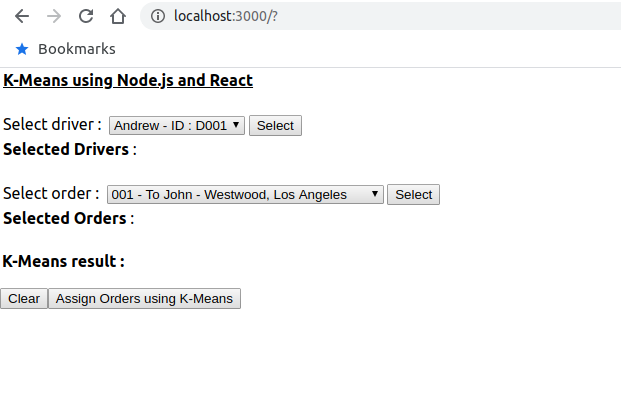 localhost:3000/?
Bookmarks
K-Means using Node.js and React
Select driver : Andrew - ID : D001 Select
Selected Drivers :
Select order : 001 - To John - Westwood, Los Angeles Select
Selected Orders :
K-Means result :
Clear Assign Orders using K-Means